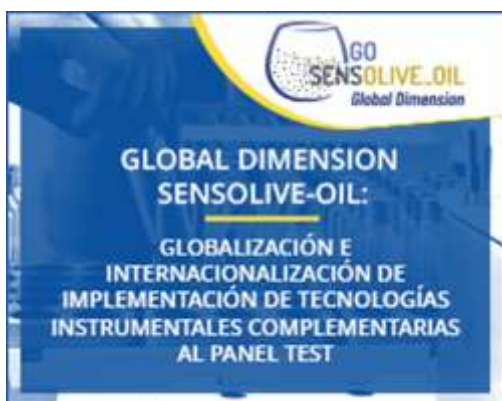 GO
SENSOLIVE_OIL
Global Dimension
GLOBAL DIMENSION
SENSOLIVE-OIL:
GLOBALIZACIÓN E
INTERNACIONALIZACIÓN DE
IMPLEMENTACIÓN DE TECNOLOGÍAS
INSTRUMENTALES COMPLEMENTARIAS
AL PANEL TEST